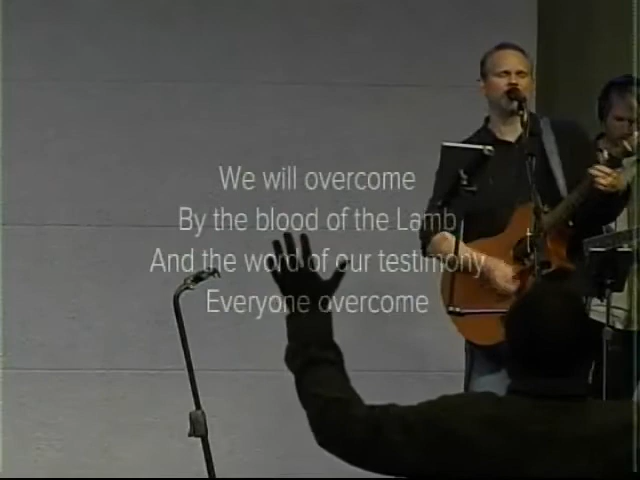 We will overcome
By the blood of the Lamb
And the word of our testimony
Everyone overcome